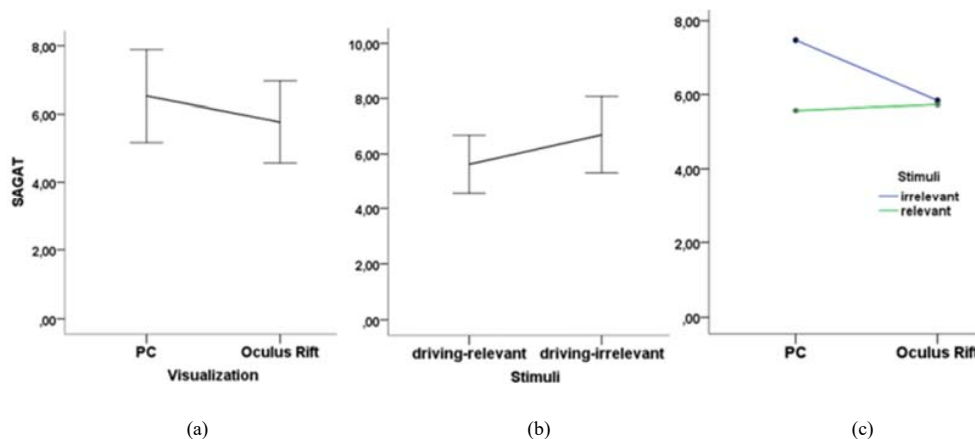 SAGAT
8,00
6,00
4,00
2,00
,00
PC
Oculus Rift
Visualization
(a)
10,00
8,00
6,00
4,00
2,00
,00
driving-relevant
driving-irrelevant
Stimuli
(b)
8,00
6,00
4,00
2,00
,00
Stimuli
irrelevant
relevant
PC
Oculus Rift
(c)